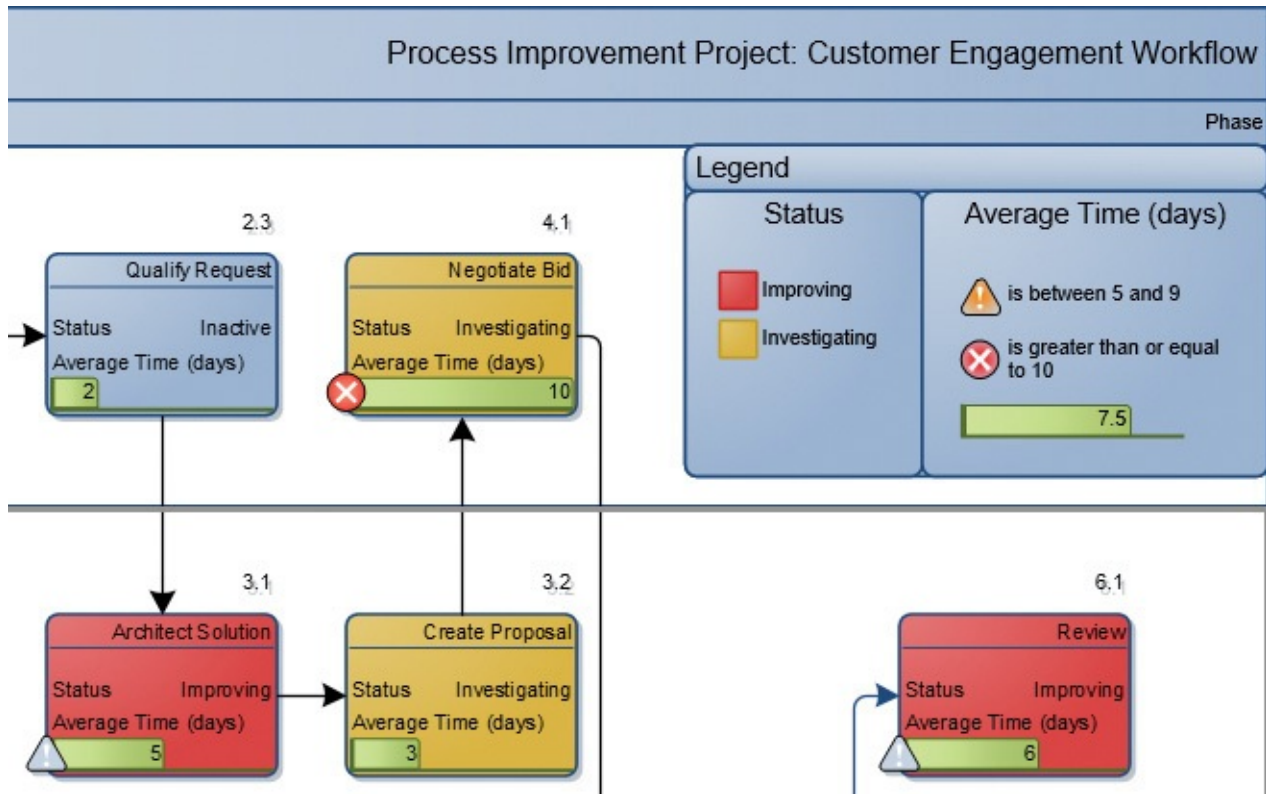 Process Improvement Project: Customer Engagement Workflow
Phase
Legend
Status
Average Time (days)
Improving
Investigating
is between 5 and 9
is greater than or equal
to 10
7.5
2.3
Qualify Request
Status Inactive
Average Time (days)
2
4.1
Negotiate Bid
Status Investigating
Average Time (days)
10
3.1
Architect Solution
Status Improving
Average Time (days)
5
3.2
Create Proposal
Status Investigating
Average Time (days)
3
6.1
Review
Status Improving
Average Time (days)
6